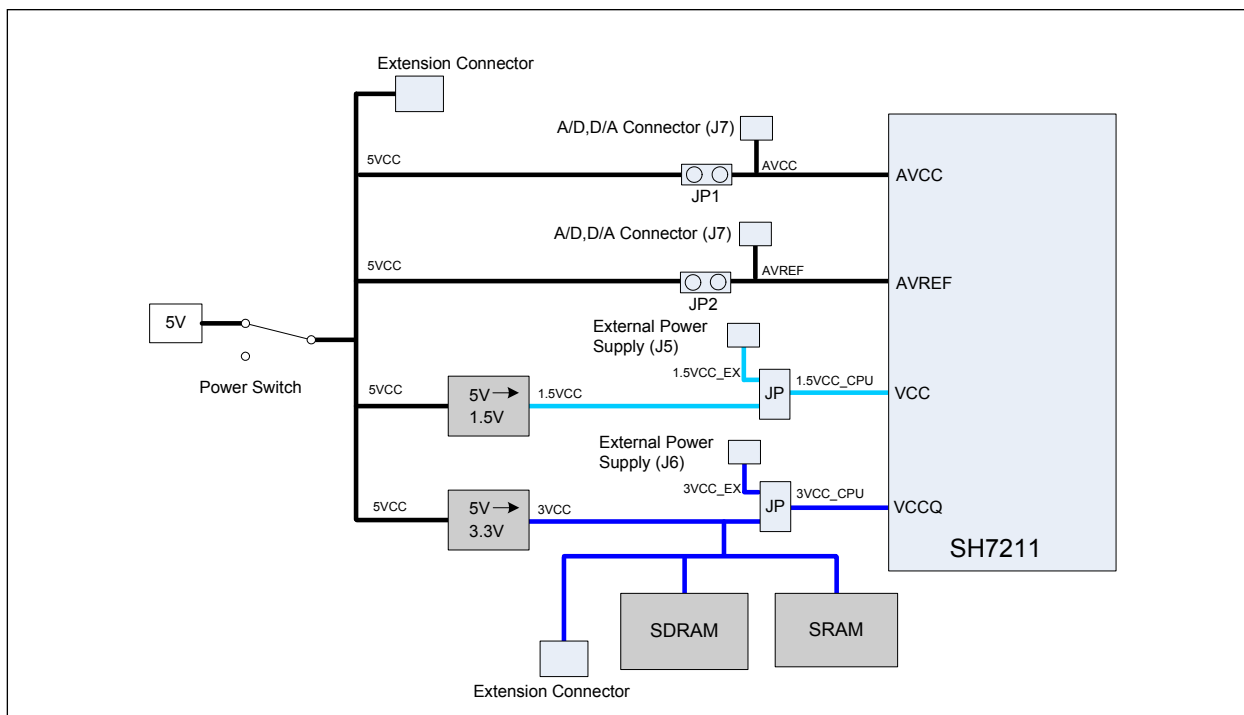 Extension Connector
A/D,D/A Connector (J7)
5VCC
AVCC
AVCC
JP1
A/D,D/A Connector (J7)
5VCC
AVREF
AVREF
JP2
5V
Power Switch
External Power
Supply (J5)
1.5VCC_EX
1.5VCC_CPU
5VCC
5V
1.5V
1.5VCC
JP
VCC
External Power
Supply (J6)
3VCC_EX
3VCC_CPU
5VCC
5V
3.3V
3VCC
JP
VCCQ
SH7211
SDRAM
SRAM
Extension Connector